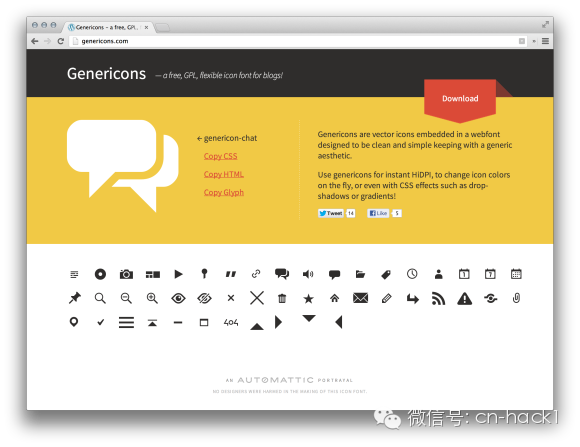 Genericons – a free, GPL,
genericons.com
Genericons — a free, GPL, flexible icon font for blogs!
Download
← genericon-chat
Copy CSS
Copy HTML
Copy Glyph
Genericons are vector icons embedded in a webfont
designed to be clean and simple keeping with a generic
aesthetic.
Use genericons for instant HiDPI, to change icon colors
on the fly, or even with CSS effects such as drop-
shadows or gradients!
Tweet 14 Like 5
404
AN AUTOMATTIC PORTRAYAL
NO DESIGNERS WERE HARMED IN THE MAKING OF THIS ICON FONT.
微信号: cn-hack1